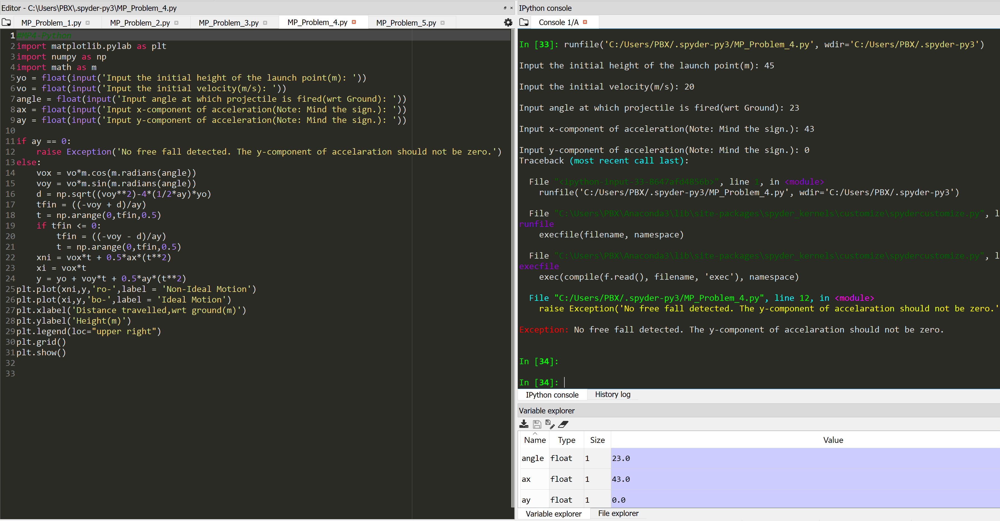 Editor - C:\Users\PBX\.spyder-py3\MP_Problem_4.py
MP_Problem_1.py
MP_Problem_2.py
MP_Problem_3.py
MP_Problem_4.py
MP_Problem_5.py
1 #MP4-Python
2 import matplotlib.pylab as plt
3 import numpy as np
4 import math as m
5 yo = float(input('Input the initial height of the launch point(m): '))
6 vo = float(input('Input the initial velocity(m/s): '))
7 angle = float(input('Input angle at which projectile is fired(wrt Ground): '))
8 ax = float(input('Input x-component of acceleration(Note: Mind the sign.): '))
9 ay = float(input('Input y-component of acceleration(Note: Mind the sign.): '))
10
11 if ay == 0:
12     raise Exception('No free fall detected. The y-component of accelaration should not be zero.')
13 else:
14     vox = vo*m.cos(m.radians(angle))
15     voy = vo*m.sin(m.radians(angle))
16     d = np.sqrt((voy**2)-4*(1/2*ay)*yo)
17     tfin = ((-voy + d)/ay)
18     t = np.arange(0,tfin,0.5)
19     if tfin <= 0:
20         tfin = ((-voy - d)/ay)
21         t = np.arange(0,tfin,0.5)
22     xni = vox*t + 0.5*ax*(t**2)
23     xi = vox*t
24     y = yo + voy*t + 0.5*ay*(t**2)
25 plt.plot(xni,y,'ro-',label = 'Non-Ideal Motion')
26 plt.plot(xi,y,'bo-',label = 'Ideal Motion')
27 plt.xlabel('Distance travelled,wrt ground(m)')
28 plt.ylabel('Height(m)')
29 plt.legend(loc="upper right")
30 plt.grid()
31 plt.show()
32
33
IPython console
Console 1/A
In [33]: runfile('C:/Users/PBX/.spyder-py3/MP_Problem_4.py', wdir='C:/Users/PBX/.spyder-py3')
Input the initial height of the launch point(m): 45
Input the initial velocity(m/s): 20
Input angle at which projectile is fired(wrt Ground): 23
Input x-component of acceleration(Note: Mind the sign.): 43
Input y-component of acceleration(Note: Mind the sign.): 0
Traceback (most recent call last):
File "<ipython-input-33-8647afd4856b>", line 1, in <module>
runfile('C:/Users/PBX/.spyder-py3/MP_Problem_4.py', wdir='C:/Users/PBX/.spyder-py3')
File "C:\Users\PBX\Anaconda3\lib\site-packages\spyder_kernels\customize\spydercustomize.py", l
runfile
execfile(filename, namespace)
File "C:\Users\PBX\Anaconda3\lib\site-packages\spyder_kernels\customize\spydercustomize.py", l
execfile
exec(compile(f.read(), filename, 'exec'), namespace)
File "C:/Users/PBX/.spyder-py3/MP_Problem_4.py", line 12, in <module>
raise Exception('No free fall detected. The y-component of accelaration should not be zero.'
Exception: No free fall detected. The y-component of accelaration should not be zero.
In [34]:
In [34]:
IPython console
History log
Variable explorer
Name Type Size Value
angle float 1 23.0
ax float 1 43.0
ay float 1 0.0
Variable explorer
File explorer